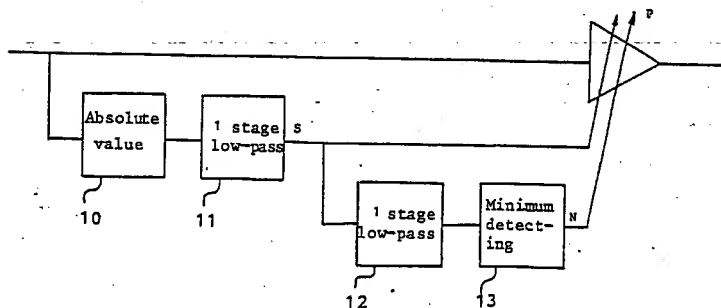 P
Absolute
value
1 stage
low-pass
S
10
11
1 stage
low-pass
Minimum
detect-
ing
N
12
13